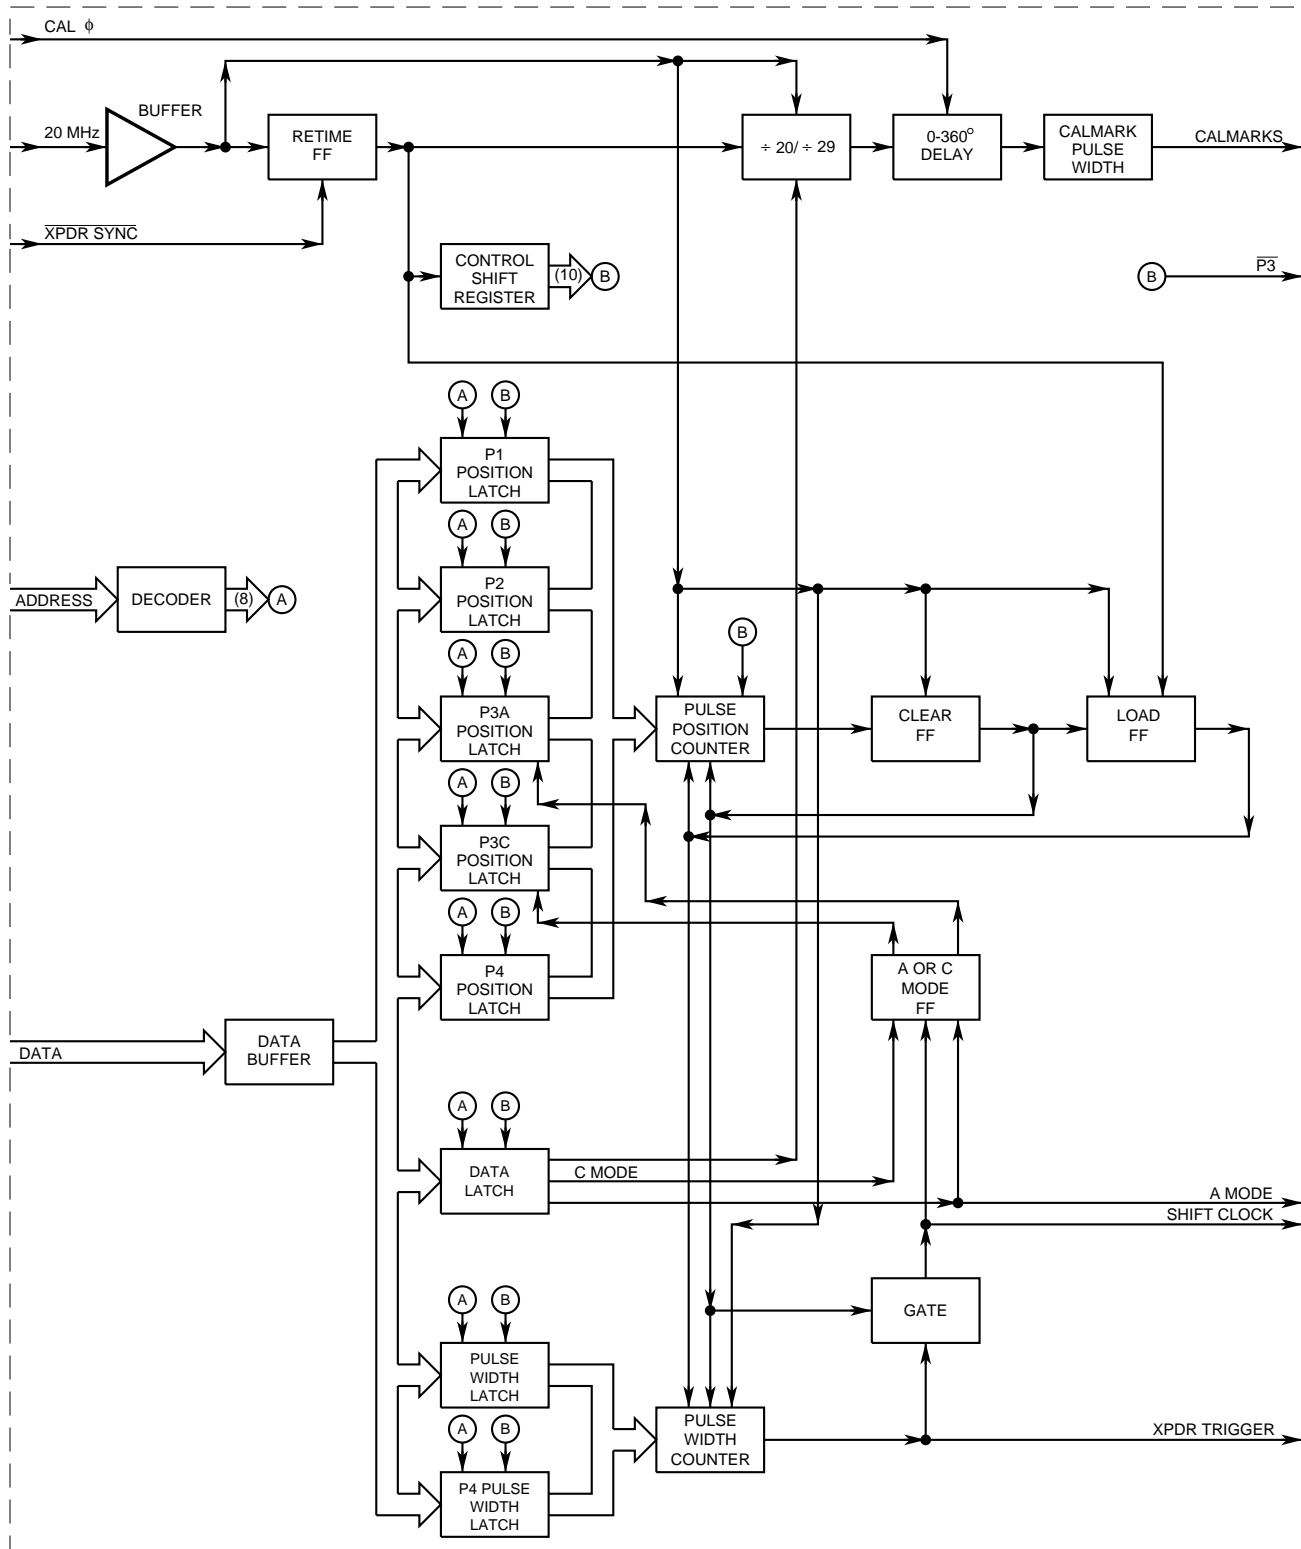 CAL ϕ
BUFFER
20 MHz
RETIME
FF
÷ 20/ ÷ 29
0-360°
DELAY
CALMARK
PULSE
WIDTH
CALMARKS
XPDR SYNC
CONTROL
SHIFT
REGISTER
(10)
B
B
P3
A
B
P1
POSITION
LATCH
A
B
P2
POSITION
LATCH
ADDRESS
DECODER
(8)
A
A
B
P3A
POSITION
LATCH
B
PULSE
POSITION
COUNTER
CLEAR
FF
LOAD
FF
A
B
P3C
POSITION
LATCH
A
B
P4
POSITION
LATCH
A OR C
MODE
FF
DATA
DATA
BUFFER
A
B
DATA
LATCH
C MODE
A MODE
SHIFT CLOCK
A
B
PULSE
WIDTH
LATCH
GATE
A
B
P4 PULSE
WIDTH
LATCH
PULSE
WIDTH
COUNTER
XPDR TRIGGER